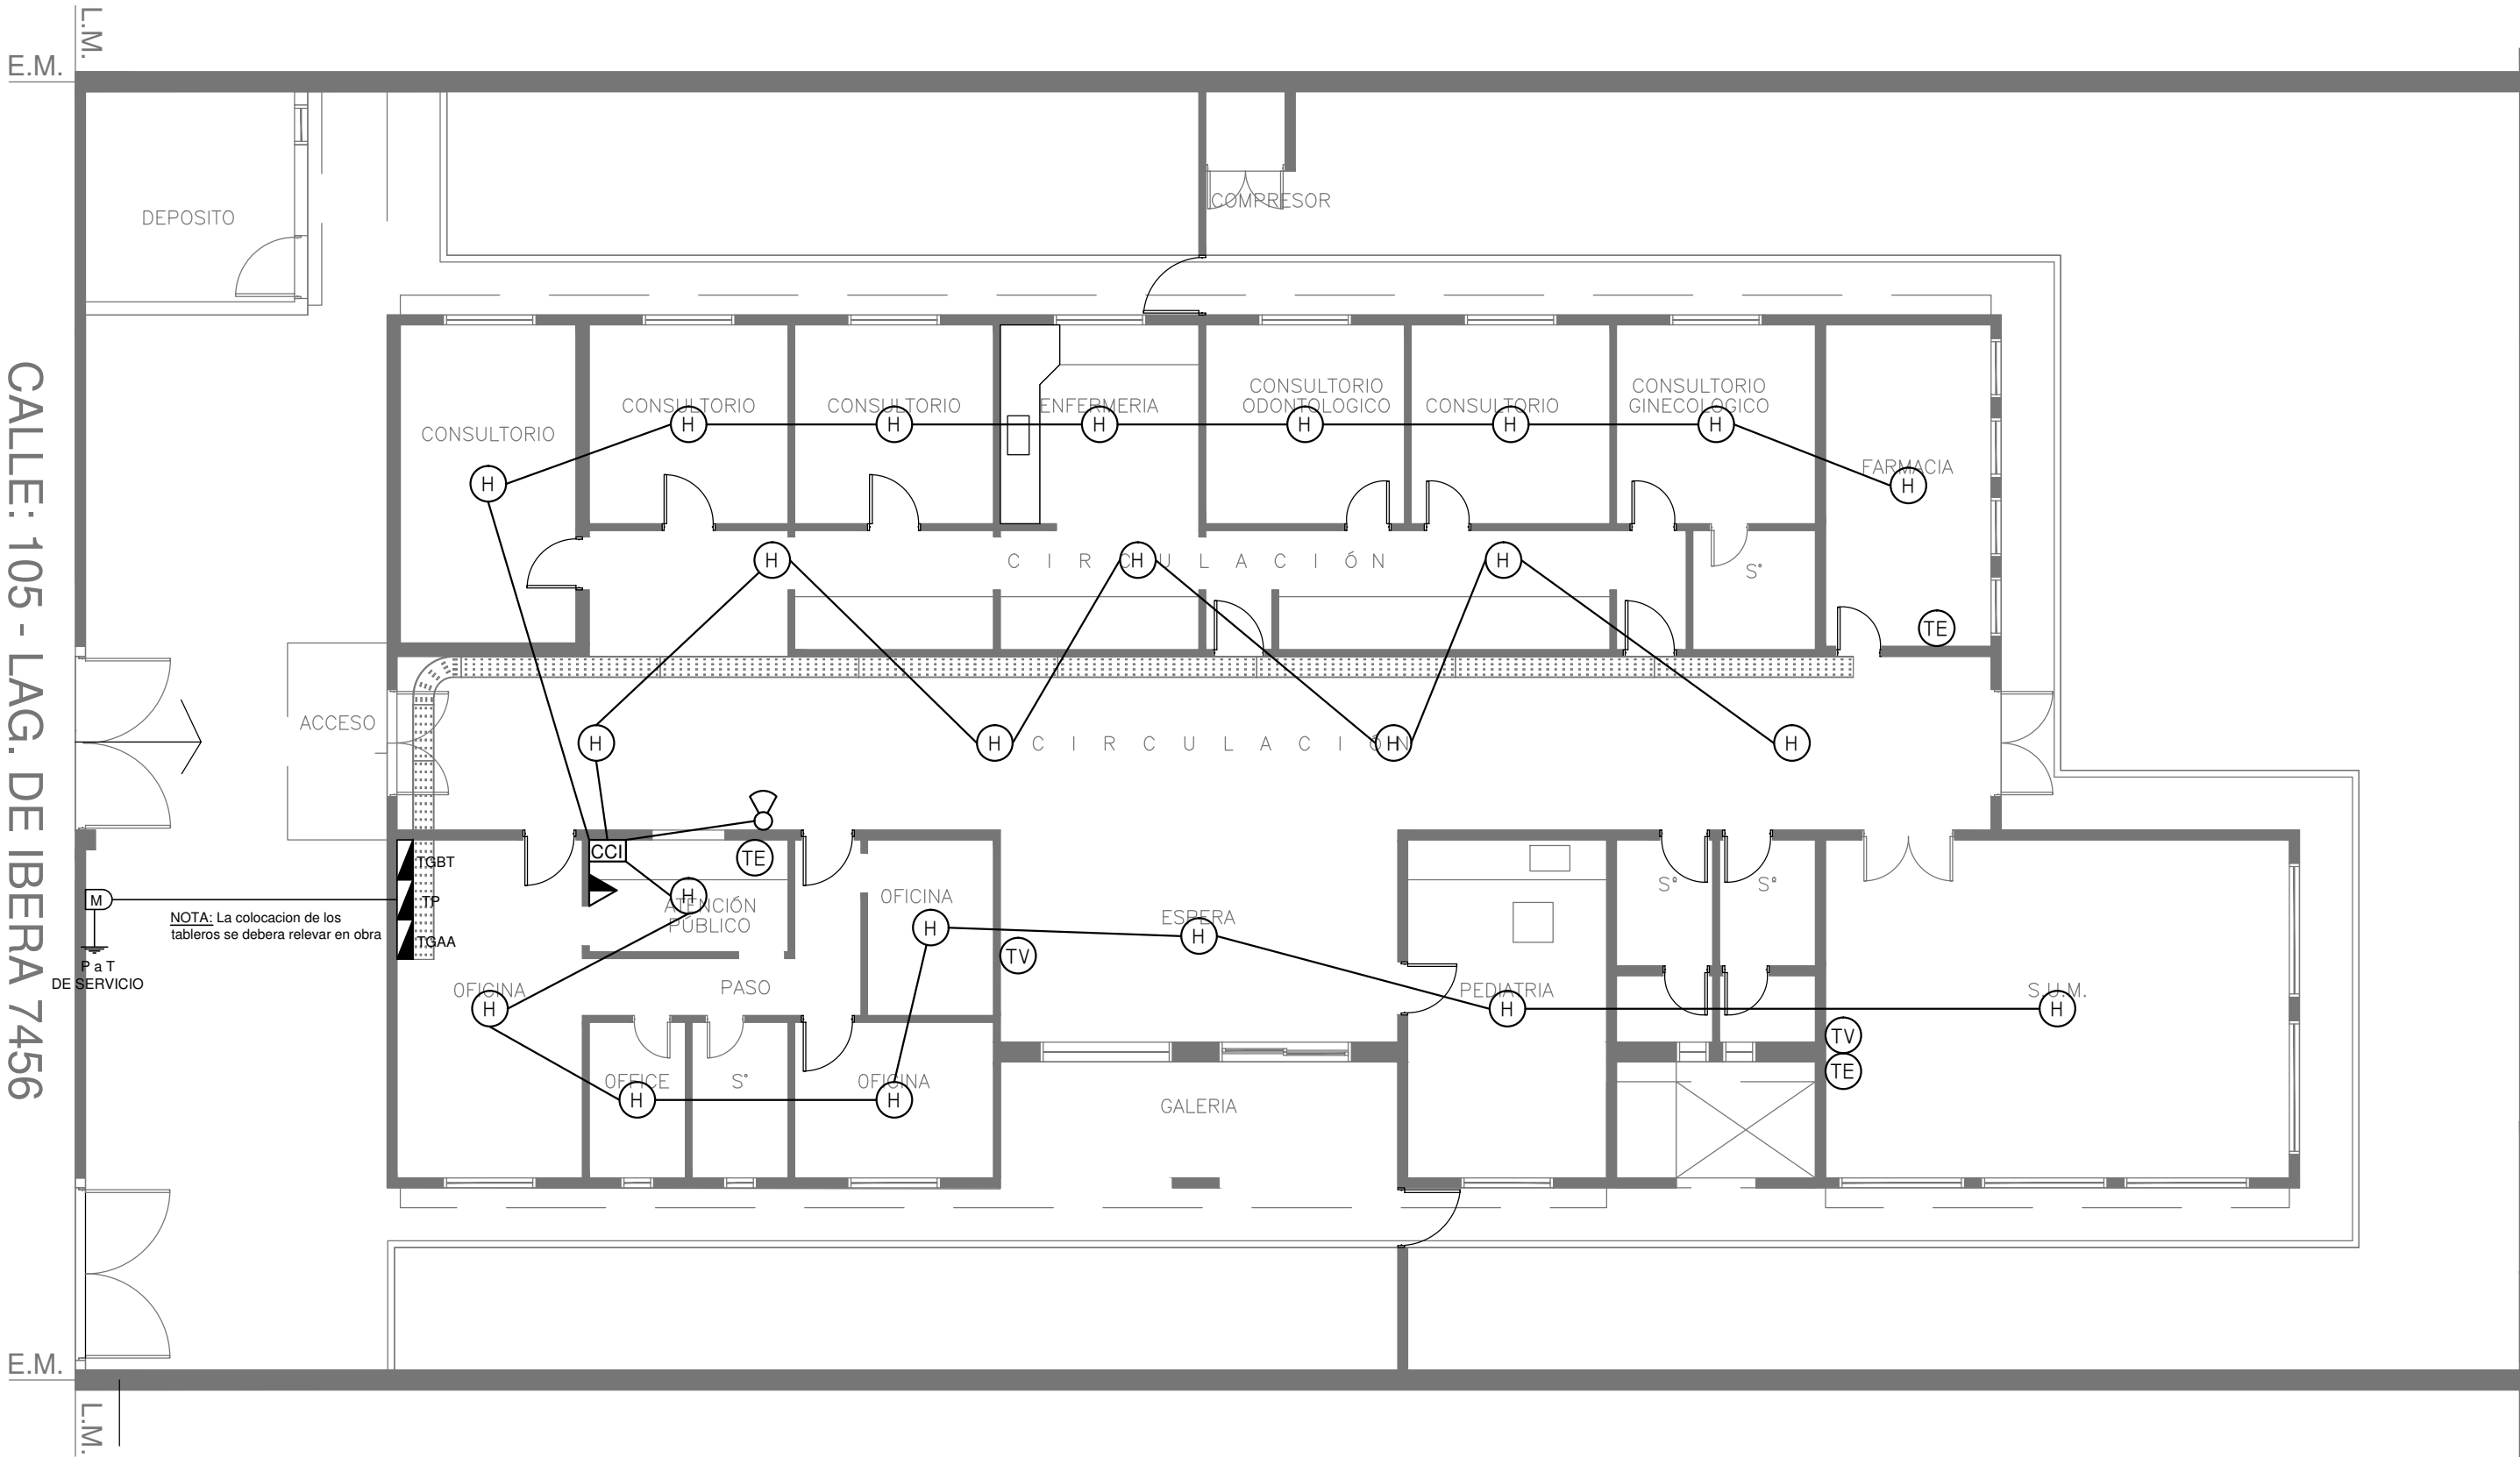 L.M.
E.M.
COMPRESOR
DEPOSITO
CALLE: 105 - LAG. DE IBERA 7456
CONSULTORIO
CONSULTORIO
CONSULTORIO
ENFERMERIA
CONSULTORIO
ODONTOLOGICO
CONSULTORIO
CONSULTORIO
GINECOLOGICO
FARMACIA
H
H
H
H
H
H
H
H
H
H
H
CIRCULACIÓN
S°
TE
ACCESO
H
H
H
H
CIRCULACIÓN
CCI
TE
TGBT
TP
TGAA
M
NOTA: La colocacion de los
tableros se debera relevar en obra
P a T
DE SERVICIO
H
ATENCIÓN
PÚBLICO
OFICINA
H
ESPERA
H
TV
S°
S°
OFICINA
H
PASO
PEDIATRIA
H
S.U.M.
H
TV
TE
OFFICE
H
S°
OFICINA
H
GALERIA
E.M.
L.M.